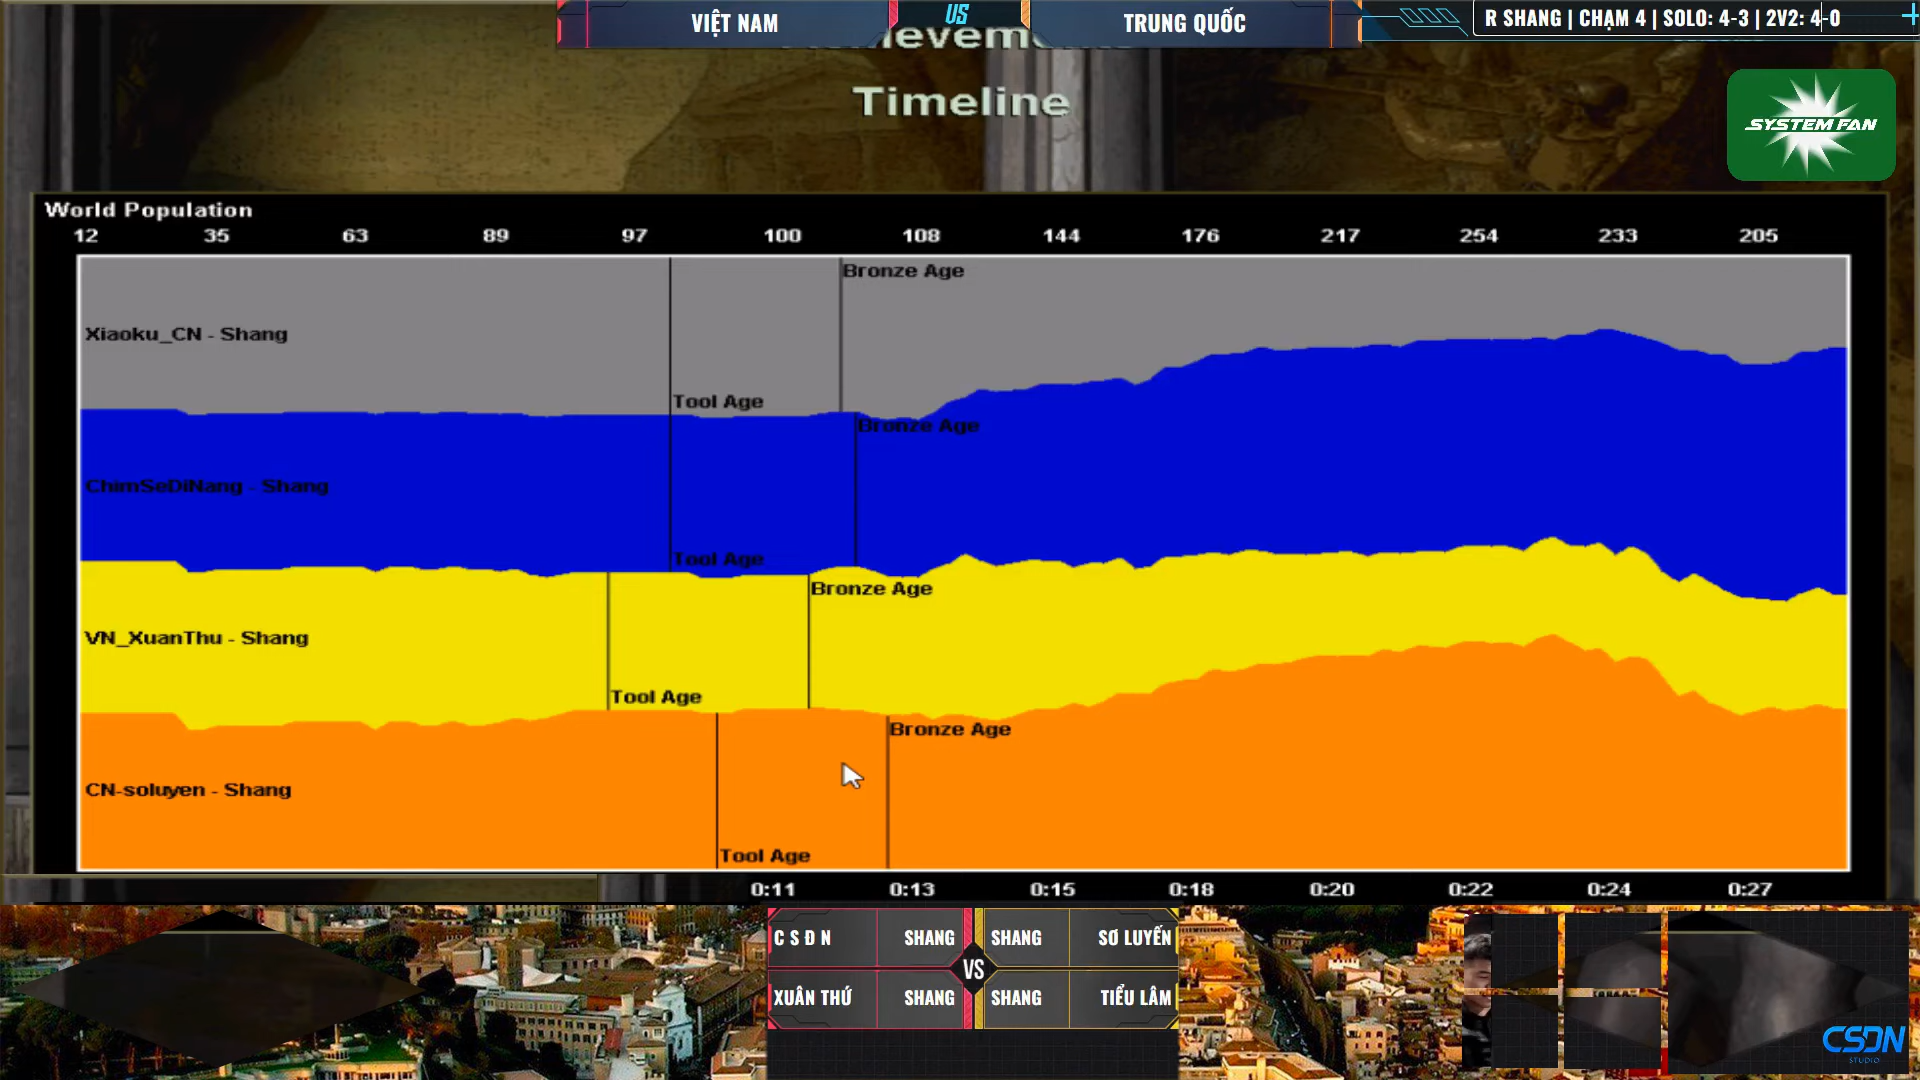 VIỆT NAM
VS
TRUNG QUỐC
R SHANG | CHẠM 4 | SOLO: 4-3 | 2V2: 4-0
Timeline
SYSTEM FAN
World Population
12 35 63 89 97 100 108 144 176 217 254 233 205
Bronze Age
Xiaoku_CN - Shang
Tool Age
Bronze Age
ChimSeDiNang - Shang
Tool Age
Bronze Age
VN_XuanThu - Shang
Tool Age
Bronze Age
CN-soluyen - Shang
Tool Age
0:11 0:13 0:15 0:18 0:20 0:22 0:24 0:27
C S Đ N SHANG SHANG SƠ LUYẾN
VS
XUÂN THỨ SHANG SHANG TIỂU LÂM
CSDN
STUDIO